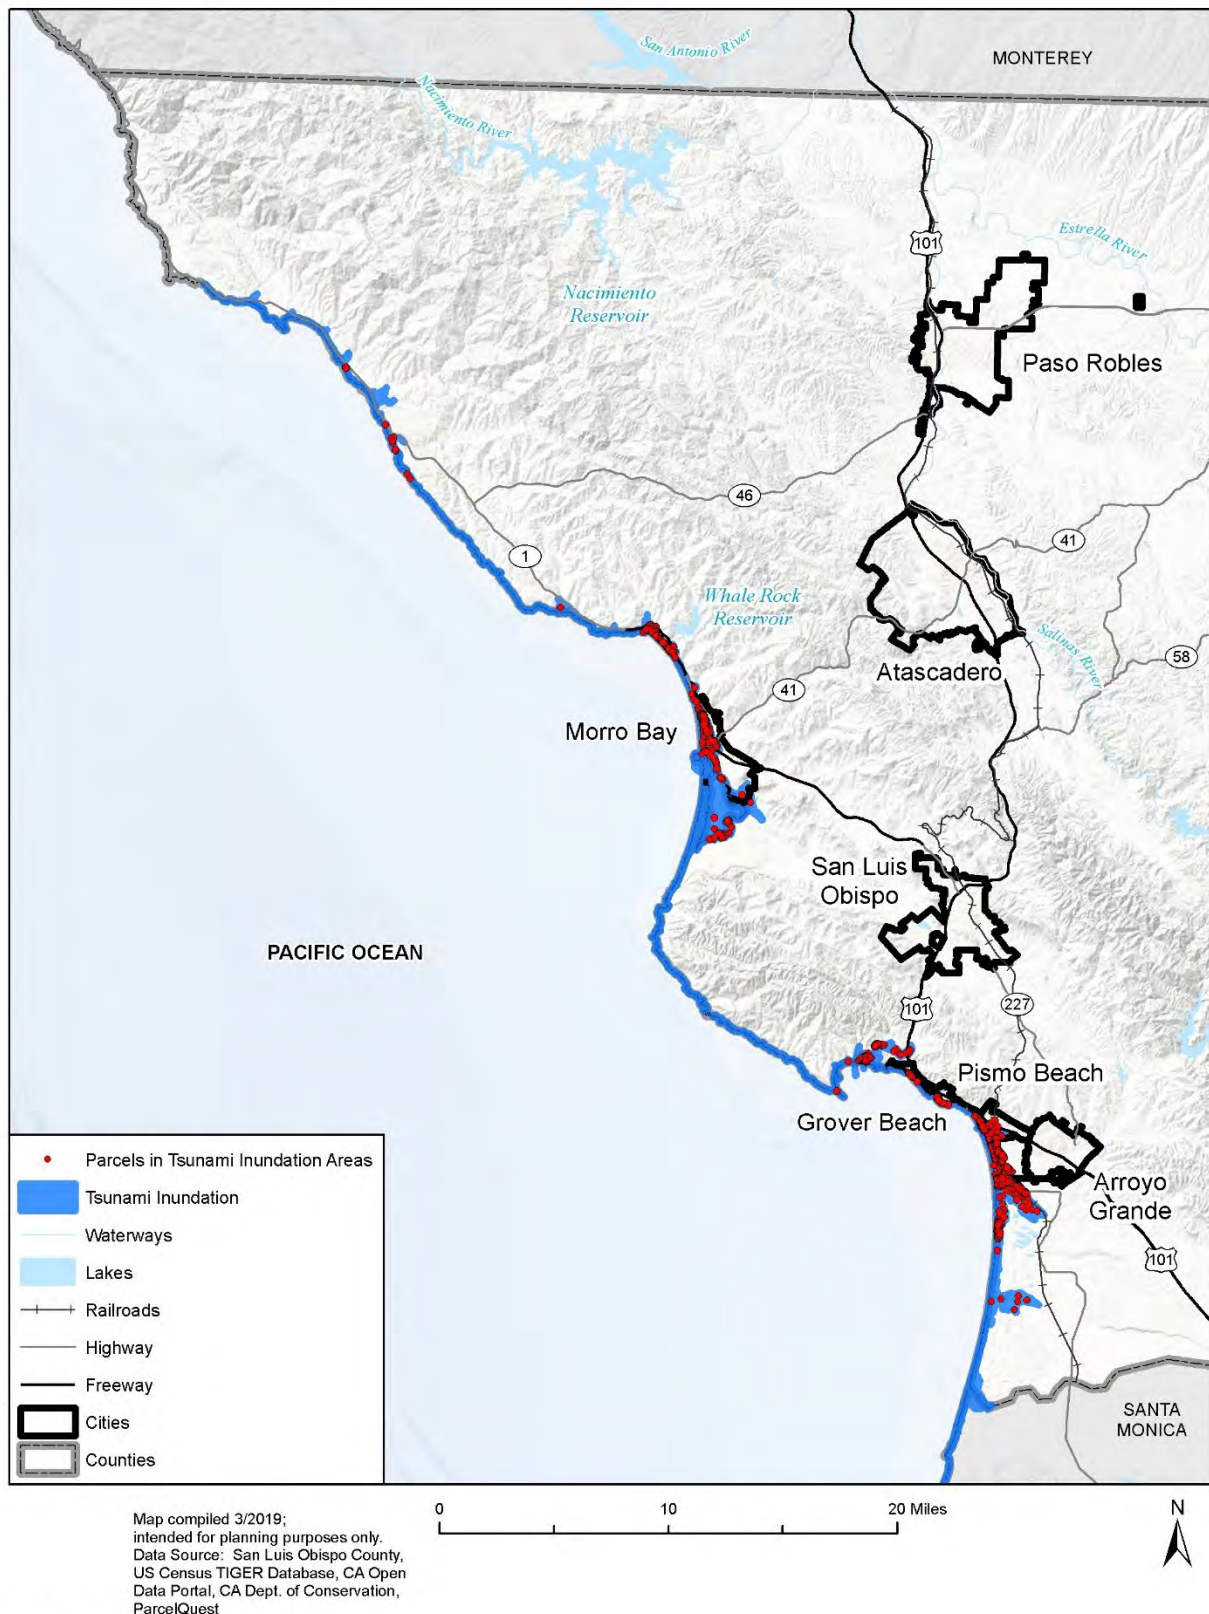 MONTEREY
San Antonio River
Nacimiento River
101
Estrella River
Nacimiento
Reservoir
Paso Robles
46
41
1
Whale Rock
Reservoir
Salinas River
58
Atascadero
41
Morro Bay
San Luis
Obispo
PACIFIC OCEAN
101
227
Pismo Beach
Grover Beach
Arroyo
Grande
101
SANTA
MONICA
Parcels in Tsunami Inundation Areas
Tsunami Inundation
Waterways
Lakes
Railroads
Highway
Freeway
Cities
Counties
0 10 20 Miles
N
Map compiled 3/2019;
intended for planning purposes only.
Data Source: San Luis Obispo County,
US Census TIGER Database, CA Open
Data Portal, CA Dept. of Conservation,
ParcelQuest